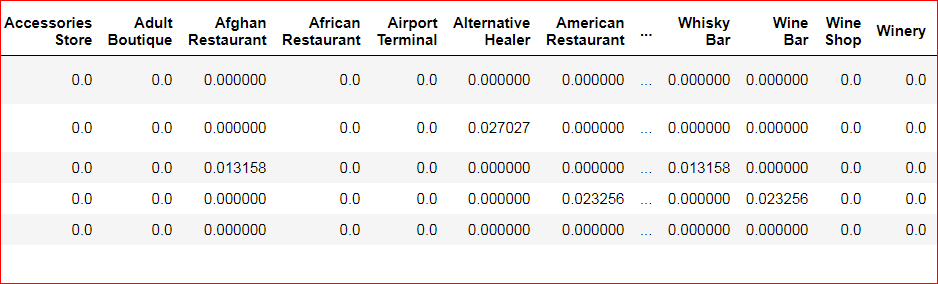 Accessories Store Adult Boutique Afghan Restaurant African Restaurant Airport Terminal Alternative Healer American Restaurant ... Whisky Bar Wine Bar Wine Shop Winery
0.0 0.0 0.000000 0.0 0.0 0.000000 0.000000 ... 0.000000 0.000000 0.0 0.0
0.0 0.0 0.000000 0.0 0.0 0.027027 0.000000 ... 0.000000 0.000000 0.0 0.0
0.0 0.0 0.013158 0.0 0.0 0.000000 0.000000 ... 0.013158 0.000000 0.0 0.0
0.0 0.0 0.000000 0.0 0.0 0.000000 0.023256 ... 0.000000 0.023256 0.0 0.0
0.0 0.0 0.000000 0.0 0.0 0.000000 0.000000 ... 0.000000 0.000000 0.0 0.0